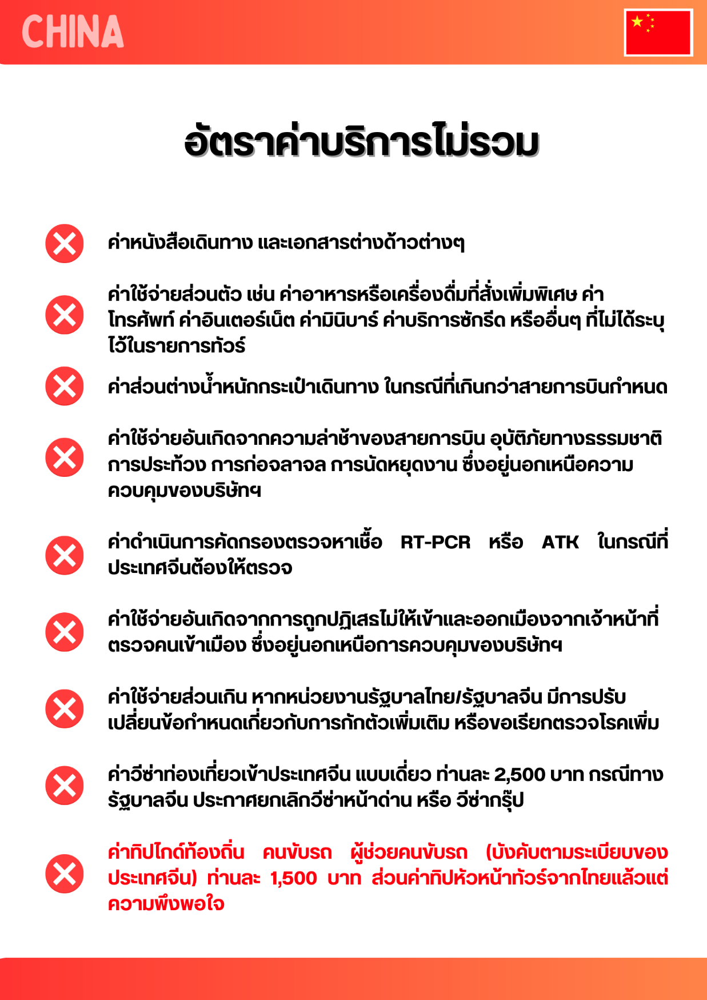 CHINA
อัตราค่าบริการไม่รวม
ค่าหนังสือเดินทาง และเอกสารต่างด้าวต่างๆ
ค่าใช้จ่ายส่วนตัว เช่น ค่าอาหารหรือเครื่องดื่มที่สั่งเพิ่มพิเศษ ค่า
โทรศัพท์ ค่าอินเตอร์เน็ต ค่ามินิบาร์ ค่าบริการซักรีด หรืออื่นๆ ที่ไม่ได้ระบุ
ไว้ในรายการทัวร์
ค่าส่วนต่างน้ำหนักกระเป๋าเดินทาง ในกรณีที่เกินกว่าสายการบินกำหนด
ค่าใช้จ่ายอันเกิดจากความล่าช้าของสายการบิน อุบัติภัยทางธรรมชาติ
การประท้วง การก่อจลาจล การนัดหยุดงาน ซึ่งอยู่นอกเหนือความ
ควบคุมของบริษัทฯ
ค่าดำเนินการคัดกรองตรวจหาเชื้อ RT-PCR หรือ ATK ในกรณีที่
ประเทศจีนต้องให้ตรวจ
ค่าใช้จ่ายอันเกิดจากการถูกปฏิเสธไม่ให้เข้าและออกเมืองจากเจ้าหน้าที่
ตรวจคนเข้าเมือง ซึ่งอยู่นอกเหนือการควบคุมของบริษัทฯ
ค่าใช้จ่ายส่วนเกิน หากหน่วยงานรัฐบาลไทย/รัฐบาลจีน มีการปรับ
เปลี่ยนข้อกำหนดเกี่ยวกับการกักตัวเพิ่มเติม หรือขอเรียกตรวจโรคเพิ่ม
ค่าวีซ่าท่องเที่ยวเข้าประเทศจีน แบบเดี่ยว ท่านละ 2,500 บาท กรณีทาง
รัฐบาลจีน ประกาศยกเลิกวีซ่าหน้าด่าน หรือ วีซ่ากรุ๊ป
ค่าทิปไกด์ท้องถิ่น คนขับรถ ผู้ช่วยคนขับรถ (บังคับตามระเบียบของ
ประเทศจีน) ท่านละ 1,500 บาท ส่วนค่าทิปหัวหน้าทัวร์จากไทยแล้วแต่
ความพึงพอใจ